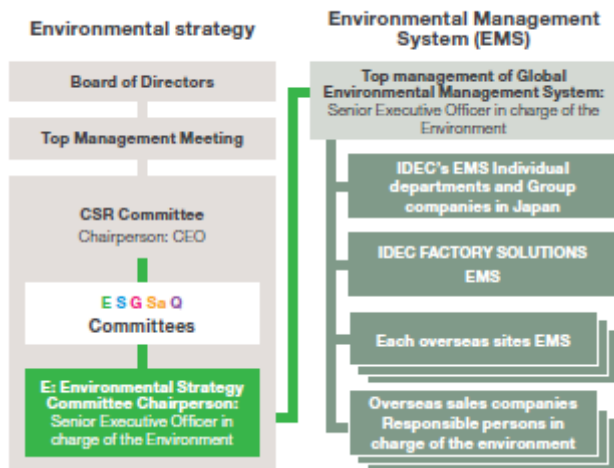 Environmental strategy
Board of Directors
Top Management Meeting
CSR Committee
Chairperson: CEO
E S G Sa Q
Committees
E: Environmental Strategy
Committee Chairperson:
Senior Executive Officer in
charge of the Environment
Environmental Management
System (EMS)
Top management of Global
Environmental Management System:
Senior Executive Officer in charge of the
Environment
IDEC's EMS Individual
departments and Group
companies in Japan
IDEC FACTORY SOLUTIONS
EMS
Each overseas sites EMS
Overseas sales companies
Responsible persons in
charge of the environment